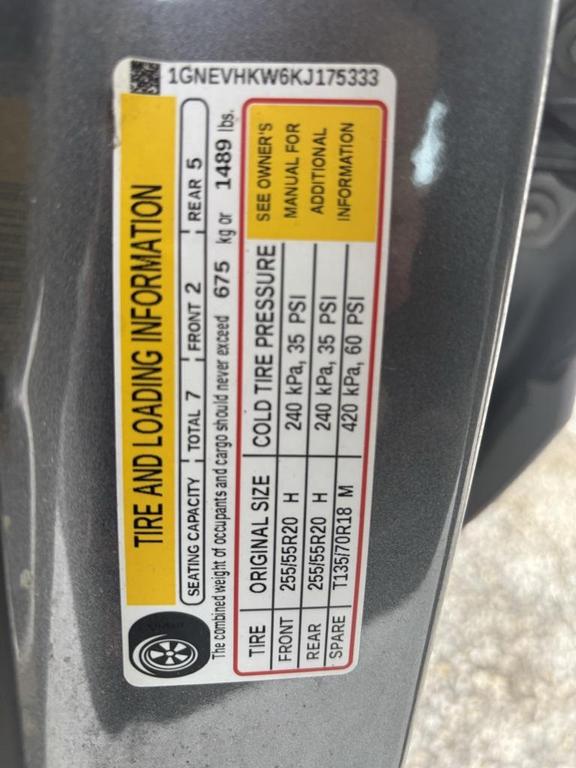 1GNEVHKW6KJ175333
TIRE AND LOADING INFORMATION
SEATING CAPACITY TOTAL 7 FRONT 2 REAR 5
The combined weight of occupants and cargo should never exceed 675 kg or 1489 lbs.
TIRE ORIGINAL SIZE COLD TIRE PRESSURE
FRONT 255/55R20 H 240 kPa, 35 PSI
REAR 255/55R20 H 240 kPa, 35 PSI
SPARE T135/70R18 M 420 kPa, 60 PSI
SEE OWNER'S
MANUAL FOR
ADDITIONAL
INFORMATION